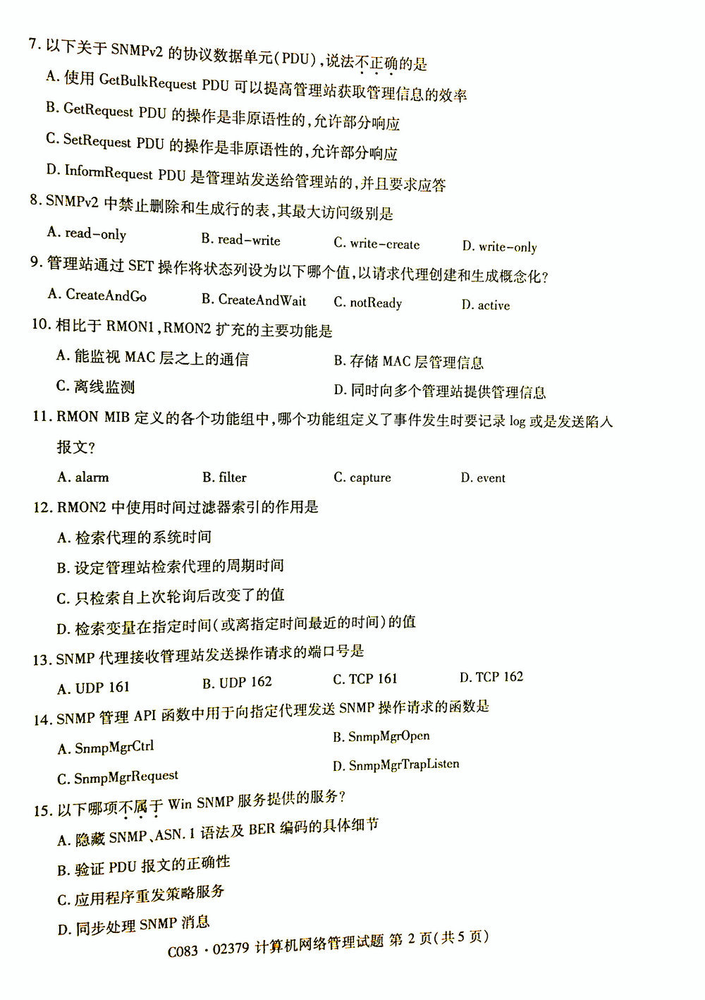 7. 以下关于 SNMPv2 的协议数据单元(PDU),说法不正确的是
A. 使用 GetBulkRequest PDU 可以提高管理站获取管理信息的效率
B. GetRequest PDU 的操作是非原语性的,允许部分响应
C. SetRequest PDU 的操作是非原语性的,允许部分响应
D. InformRequest PDU 是管理站发送给管理站的,并且要求应答
8. SNMPv2 中禁止删除和生成行的表,其最大访问级别是
A. read-only B. read-write C. write-create D. write-only
9. 管理站通过 SET 操作将状态列设为以下哪个值,以请求代理创建和生成概念化?
A. CreateAndGo B. CreateAndWait C. notReady D. active
10. 相比于 RMON1,RMON2 扩充的主要功能是
A. 能监视 MAC 层之上的通信 B. 存储 MAC 层管理信息
C. 离线监测 D. 同时向多个管理站提供管理信息
11. RMON MIB 定义的各个功能组中,哪个功能组定义了事件发生时要记录 log 或是发送陷入
报文?
A. alarm B. filter C. capture D. event
12. RMON2 中使用时间过滤器索引的作用是
A. 检索代理的系统时间
B. 设定管理站检索代理的周期时间
C. 只检索自上次轮询后改变了的值
D. 检索变量在指定时间(或离指定时间最近的时间)的值
13. SNMP 代理接收管理站发送操作请求的端口号是
A. UDP 161 B. UDP 162 C. TCP 161 D. TCP 162
14. SNMP 管理 API 函数中用于向指定代理发送 SNMP 操作请求的函数是
A. SnmpMgrCtrl B. SnmpMgrOpen
C. SnmpMgrRequest D. SnmpMgrTrapListen
15. 以下哪项不属于 Win SNMP 服务提供的服务?
A. 隐藏 SNMP、ASN.1 语法及 BER 编码的具体细节
B. 验证 PDU 报文的正确性
C. 应用程序重发策略服务
D. 同步处理 SNMP 消息
C083·02379 计算机网络管理试题 第 2 页(共 5 页)